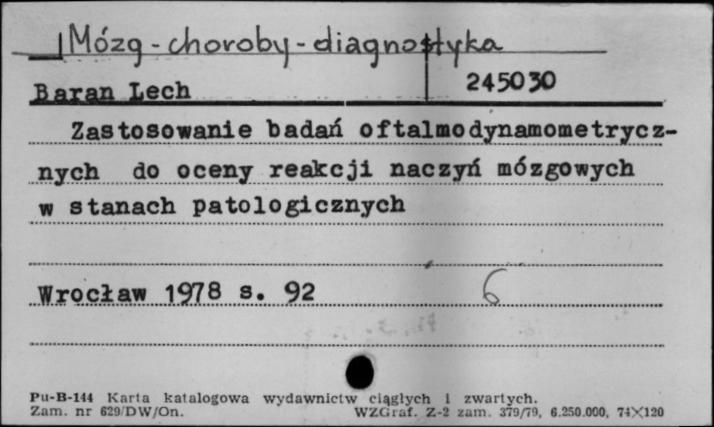 Mózg - choroby - diagnostyka
Baran Lech 245030
Zastosowanie badań oftalmodynamometrycz-
nych do oceny reakcji naczyń mózgowych
w stanach patologicznych
Wrocław 1978 s. 92 6
Pu-B-144 Karta katalogowa wydawnictw ciągłych i zwartych.
Zam. nr 629/DW/On. WZGraf. Z-2 zam. 379/79, 6.250.000, 74X120